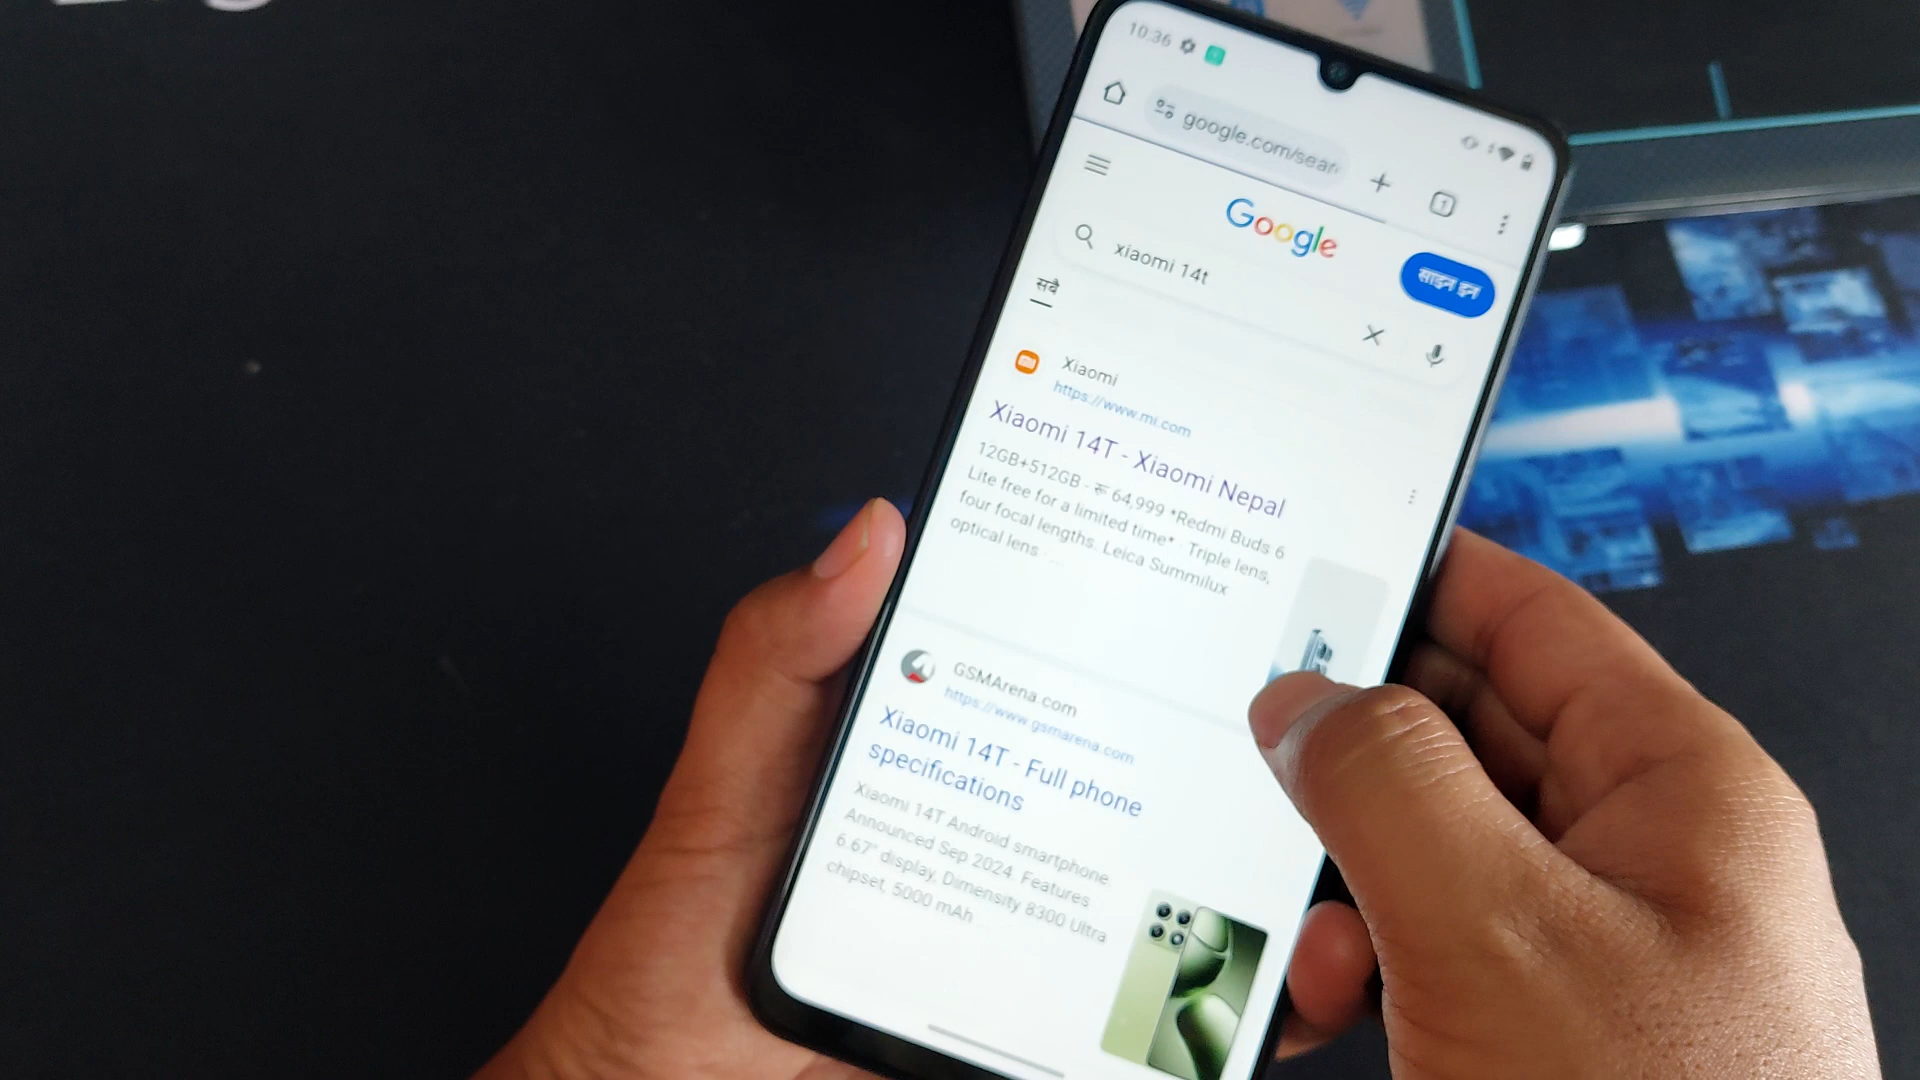 10:36
google.com/sear
1
Google
साइन इन
xiaomi 14t
सबै
Xiaomi
https://www.mi.com
Xiaomi 14T - Xiaomi Nepal
12GB+512GB - रू 64,999 *Redmi Buds 6
Lite free for a limited time* · Triple lens,
four focal lengths. Leica Summilux
optical lens · ...
GSMArena.com
https://www.gsmarena.com
Xiaomi 14T - Full phone
specifications
Xiaomi 14T Android smartphone.
Announced Sep 2024. Features
6.67″ display, Dimensity 8300 Ultra
chipset, 5000 mAh